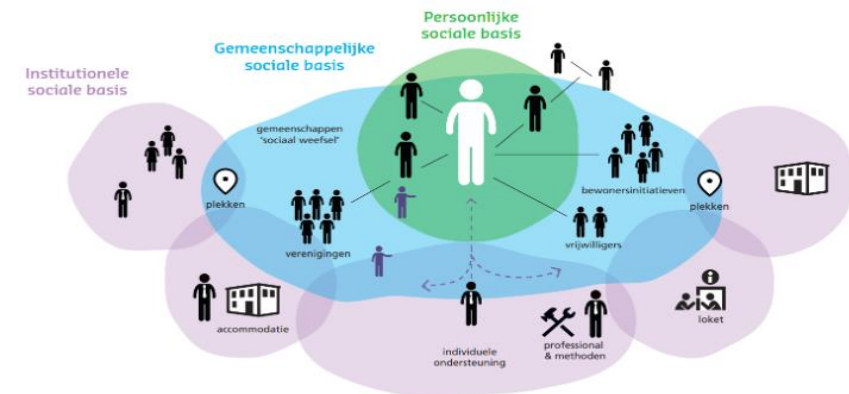 Persoonlijke
sociale basis
Gemeenschappelijke
sociale basis
Institutionele
sociale basis
gemeenschappen
'sociaal weefsel'
plekken
verenigingen
bewonersinitiatieven
plekken
vrijwilligers
accommodatie
individuele
ondersteuning
professional
& methoden
loket